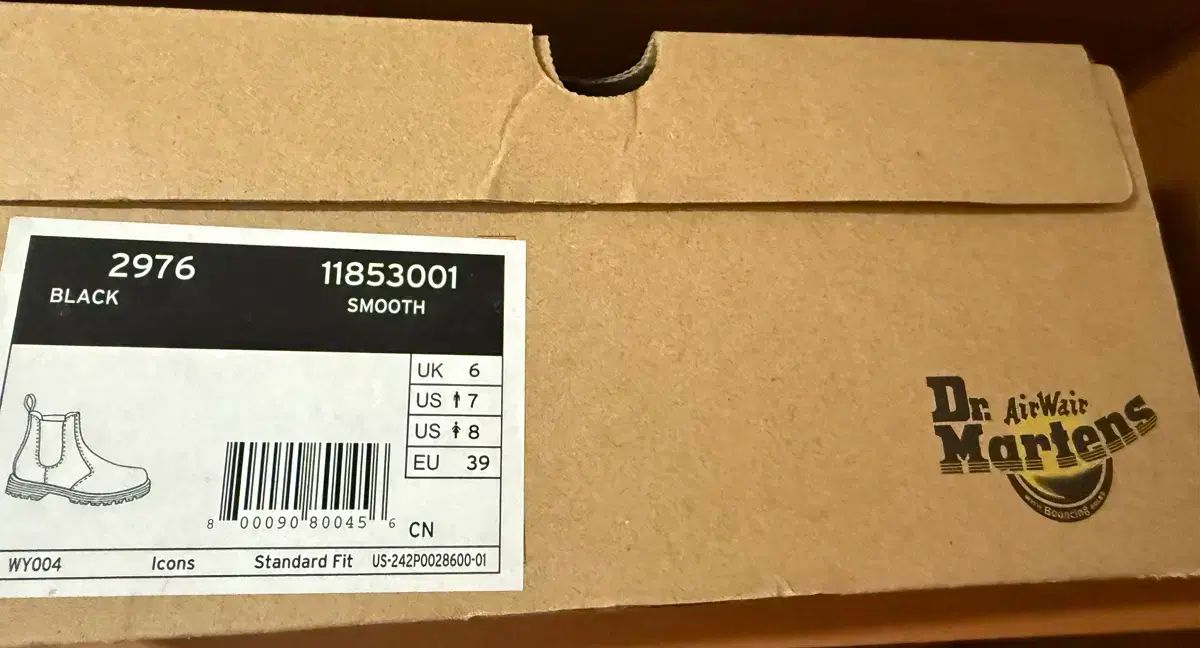 2976 11853001
BLACK SMOOTH
UK 6
US 7
US 8
EU 39
8 00090 80045 6
CN
WY004 Icons Standard Fit US-242P0028600-01
Dr. AirWair
Martens
Bouncing